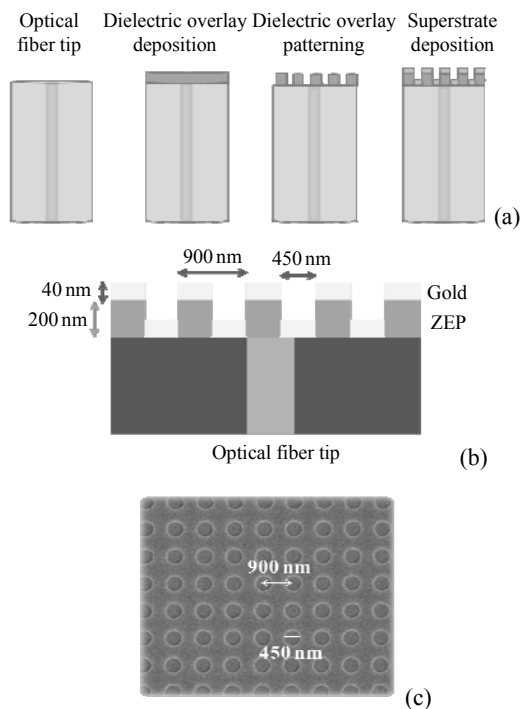 Optical
fiber tip
Dielectric overlay
deposition
Dielectric overlay
patterning
Superstrate
deposition
(a)
900 nm
450 nm
40 nm
Gold
200 nm
ZEP
Optical fiber tip
(b)
900 nm
450 nm
(c)